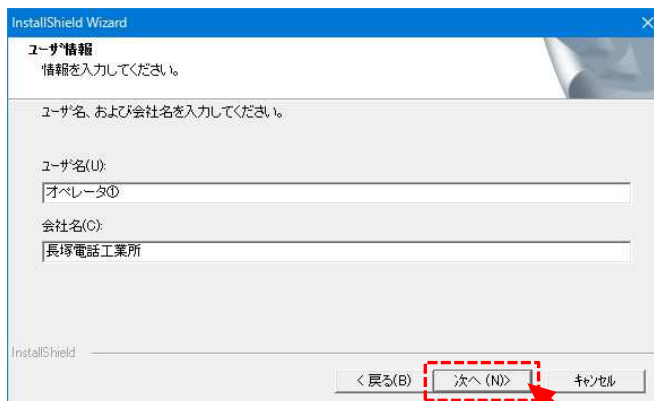 InstallShield Wizard
ユーザ情報
情報を入力してください。
ユーザ名、および会社名を入力してください。
ユーザ名(U):
オペレータ①
会社名(C):
長塚電話工業所
InstallShield
< 戻る(B)
次へ (N)>
キャンセル